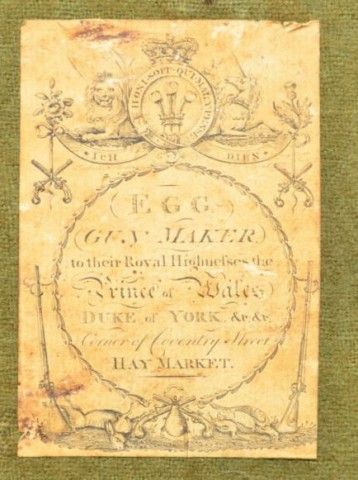 HONI·SOIT·QUI·MAL·Y·PENSE
ICH DIEN
EGG
GUN MAKER
to their Royal Highnefses the
Prince of Wales
DUKE of YORK, &c. &c.
Corner of Coventry Street
HAY MARKET.